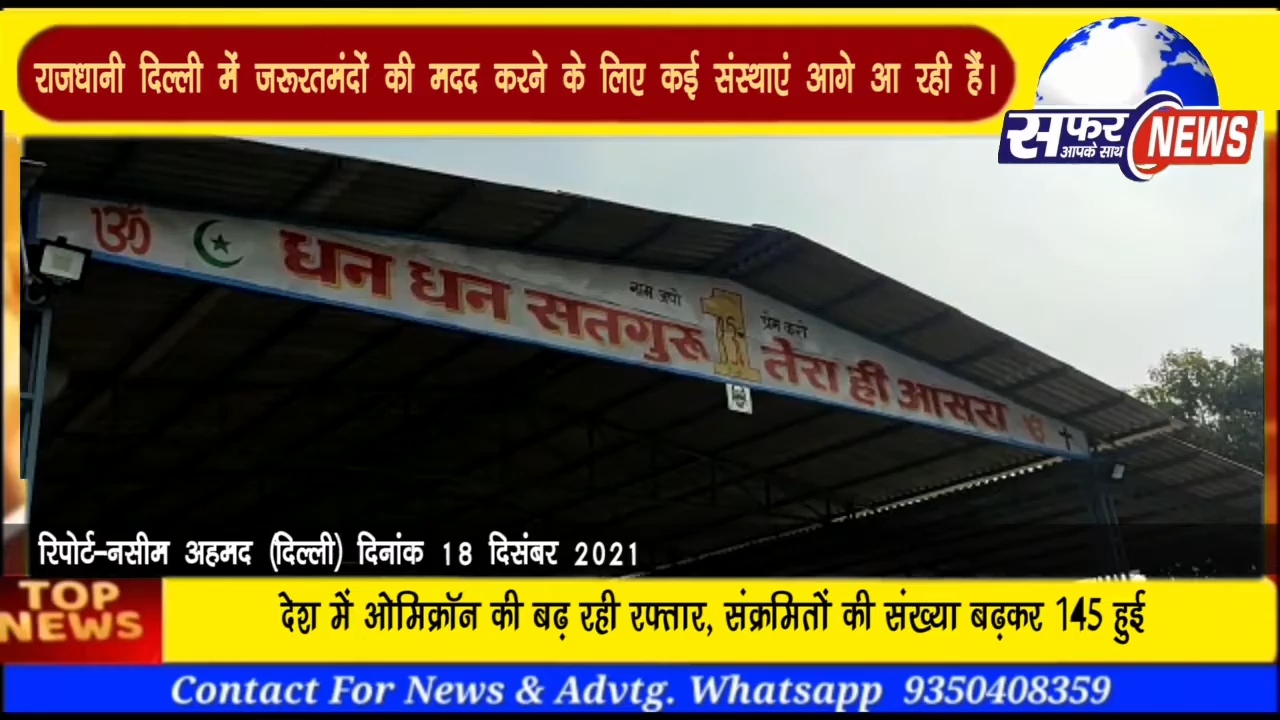 राजधानी दिल्ली में जरूरतमंदों की मदद करने के लिए कई संस्थाएं आगे आ रही हैं।
सफर NEWS
आपके साथ
ॐ धन धन सतगुरू 1 तेरा ही आसरा
नाम जपो प्रेम करो
रिपोर्ट-नसीम अहमद (दिल्ली) दिनांक 18 दिसंबर 2021
TOP
NEWS
देश में ओमिक्रॉन की बढ़ रही रफ्तार, संक्रमितों की संख्या बढ़कर 145 हुई
Contact For News & Advtg. Whatsapp 9350408359